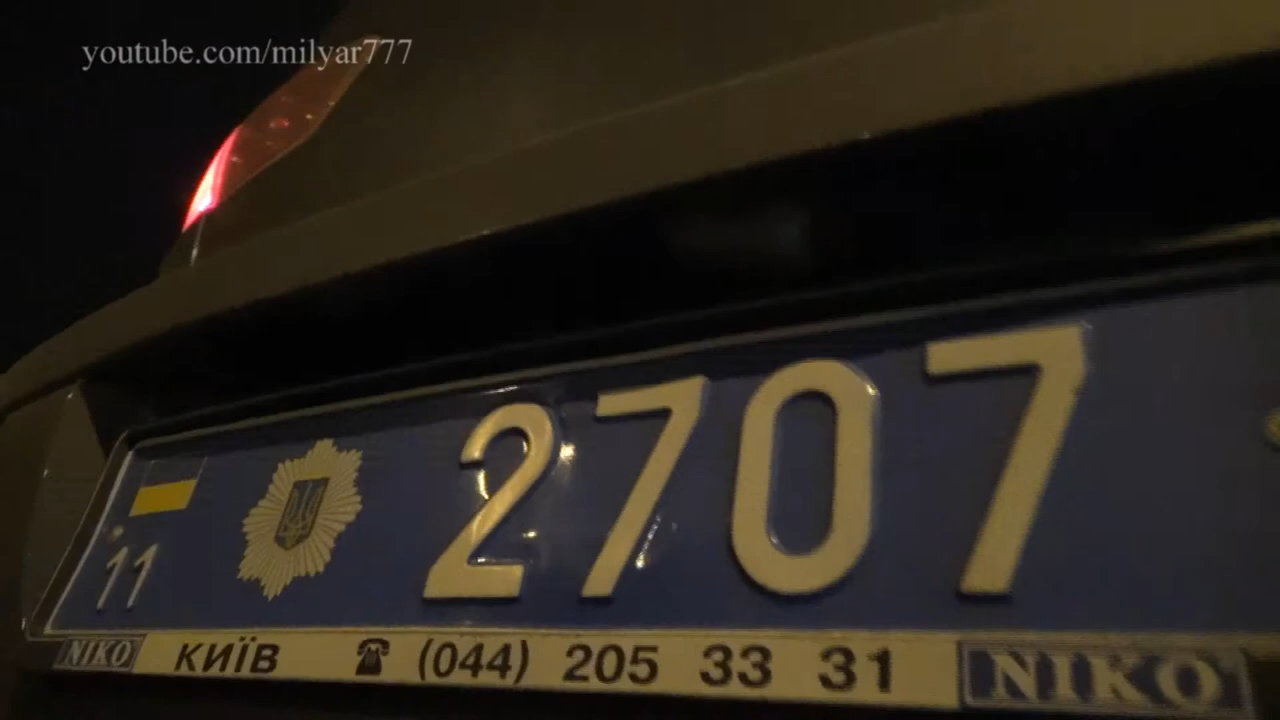 youtube.com/milyar777
2707
11
NIKO КИЇВ ☎ (044) 205 33 31 NIKO